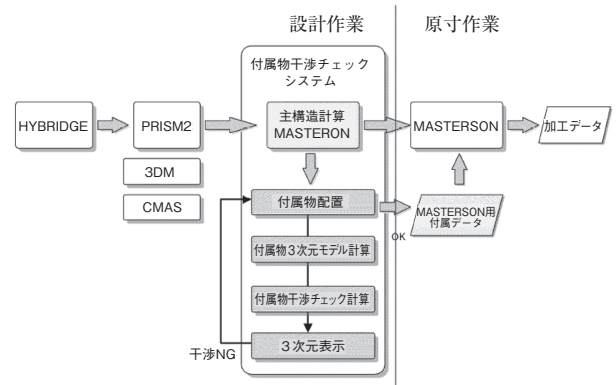 設計作業
原寸作業
付属物干渉チェック
システム
HYBRIDGE
PRISM2
主構造計算
MASTERON
MASTERSON
加工データ
3DM
CMAS
付属物配置
OK
MASTERSON用
付属データ
付属物3次元モデル計算
付属物干渉チェック計算
3次元表示
干渉NG